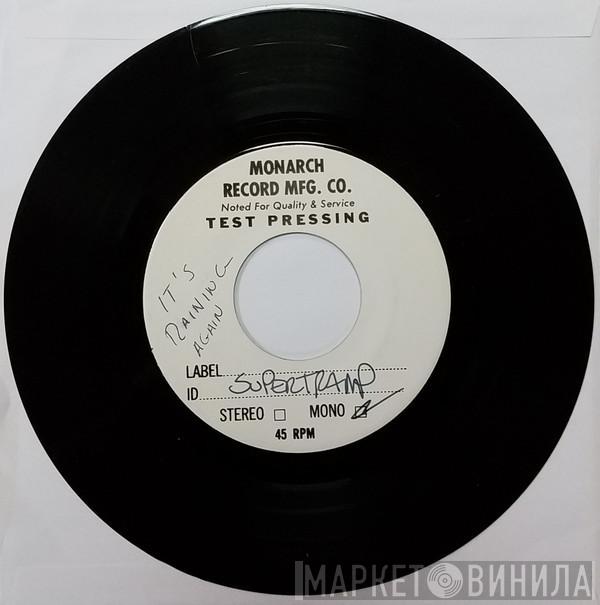 MONARCH
RECORD MFG. CO.
Noted For Quality & Service
TEST PRESSING
IT'S
RAINING
AGAIN
LABEL
ID SUPERTRAMP
STEREO MONO
45 RPM
МАРКЕТ ВИНИЛА